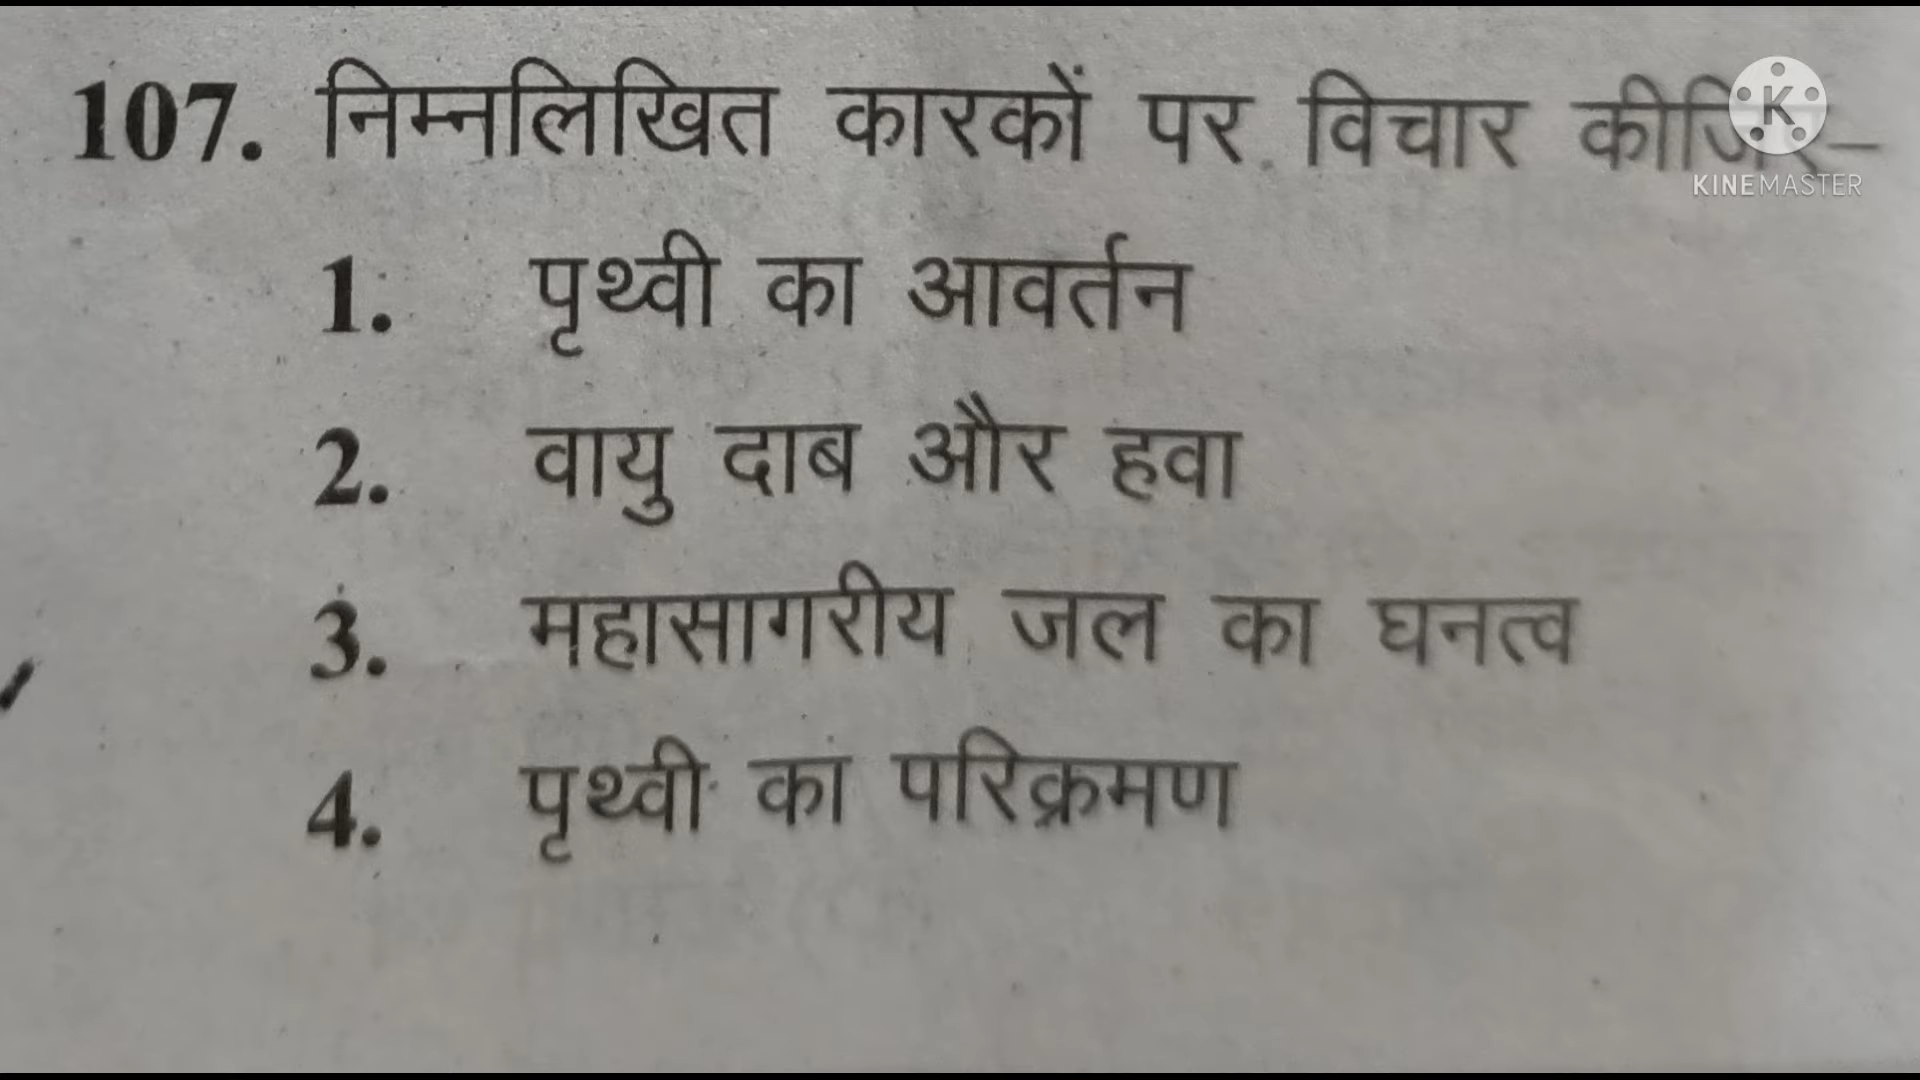 107. निम्नलिखित कारकों पर विचार
KINEMASTER
1. पृथ्वी का आवर्तन
2. वायु दाब और हवा
3. महासागरीय जल का घनत्व
4. पृथ्वी का परिक्रमण